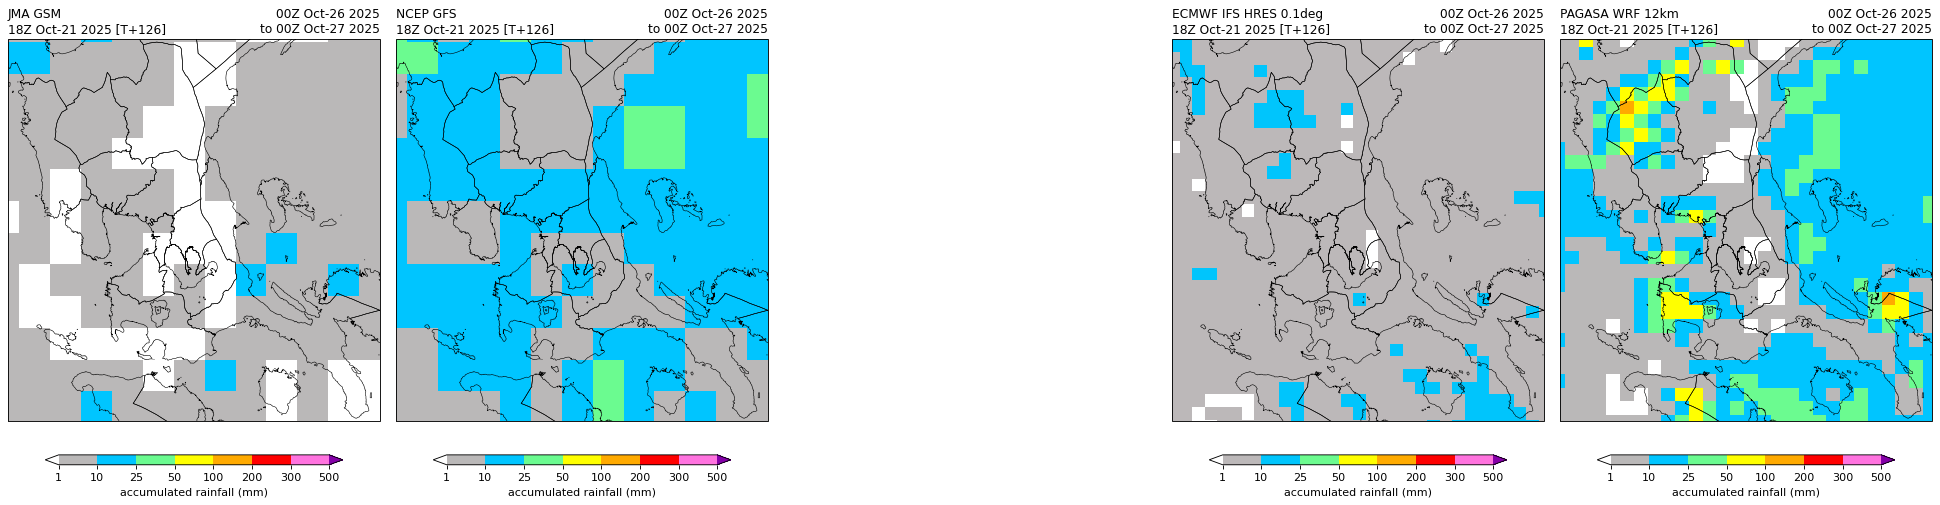 JMA GSM 00Z Oct-26 2025
18Z Oct-21 2025 [T+126] to 00Z Oct-27 2025
1 10 25 50 100 200 300 500
accumulated rainfall (mm)
NCEP GFS 00Z Oct-26 2025
18Z Oct-21 2025 [T+126] to 00Z Oct-27 2025
1 10 25 50 100 200 300 500
accumulated rainfall (mm)
ECMWF IFS HRES 0.1deg 00Z Oct-26 2025
18Z Oct-21 2025 [T+126] to 00Z Oct-27 2025
1 10 25 50 100 200 300 500
accumulated rainfall (mm)
PAGASA WRF 12km 00Z Oct-26 2025
18Z Oct-21 2025 [T+126] to 00Z Oct-27 2025
1 10 25 50 100 200 300 500
accumulated rainfall (mm)